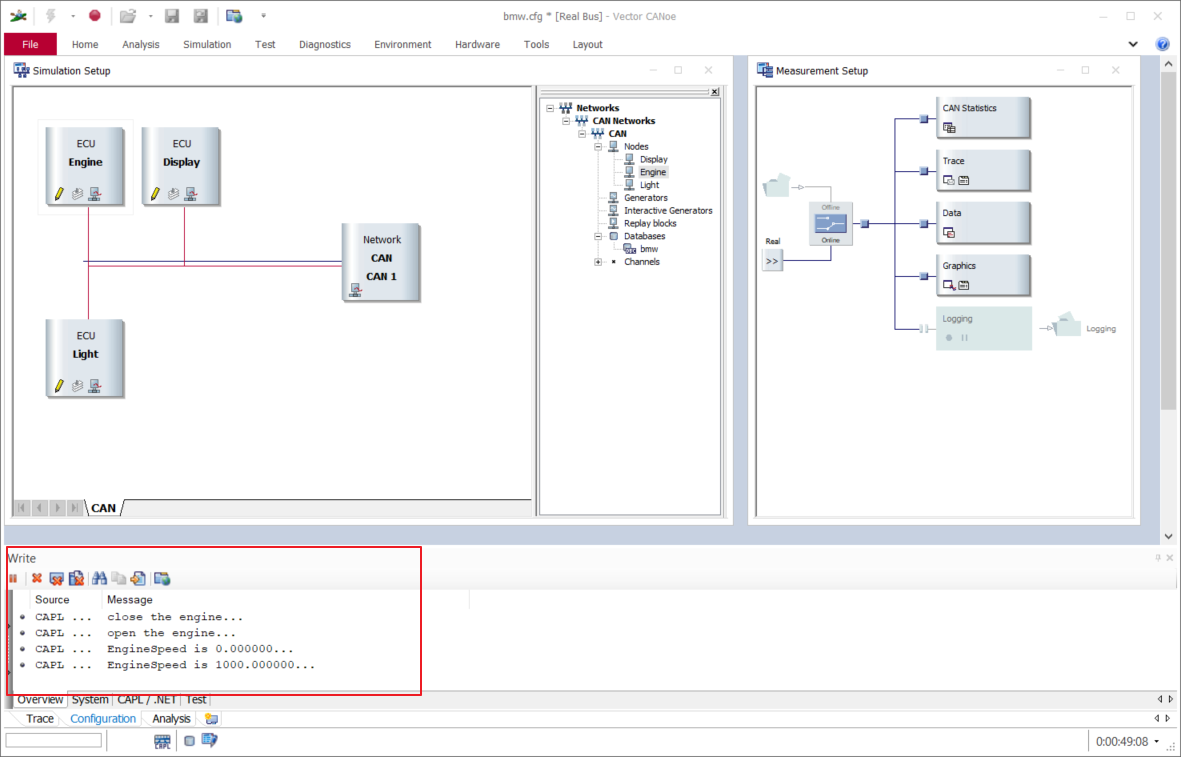 bmw.cfg * [Real Bus] - Vector CANoe
File Home Analysis Simulation Test Diagnostics Environment Hardware Tools Layout
Simulation Setup
ECU
Engine
ECU
Display
Network
CAN
CAN 1
ECU
Light
CAN
Networks
CAN Networks
CAN
Nodes
Display
Engine
Light
Generators
Interactive Generators
Replay blocks
Databases
bmw
Channels
Measurement Setup
Offline
Online
Real
>>
CAN Statistics
Trace
Data
Graphics
Logging
Logging
Write
Source Message
CAPL ... close the engine...
CAPL ... open the engine...
CAPL ... EngineSpeed is 0.000000...
CAPL ... EngineSpeed is 1000.000000...
Overview System CAPL / .NET Test
Trace Configuration Analysis
CAPL
0:00:49:08